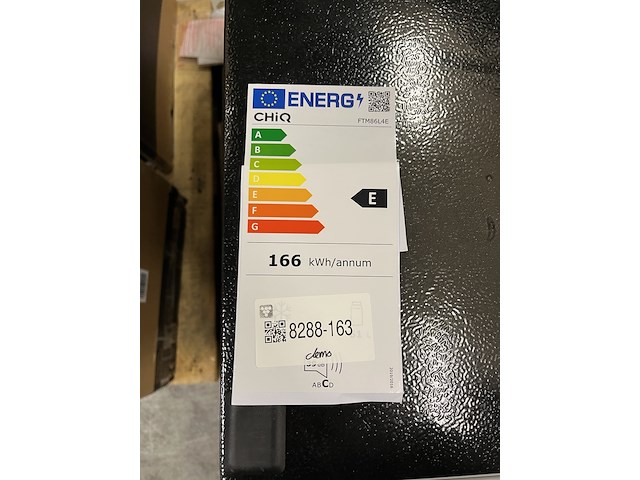 ENERG
CHiQ
FTM86L4E
A
B
C
D
E
F
G
E
166 kWh/annum
8288-163
demo
ABCD